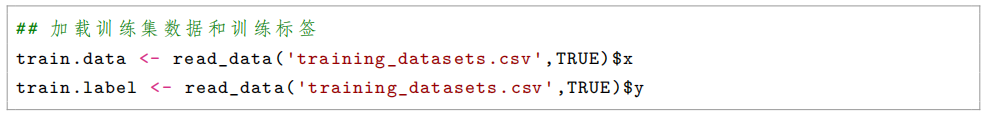 ## 加载训练集数据和训练标签
train.data <- read_data('training_datasets.csv',TRUE)$x
train.label <- read_data('training_datasets.csv',TRUE)$y